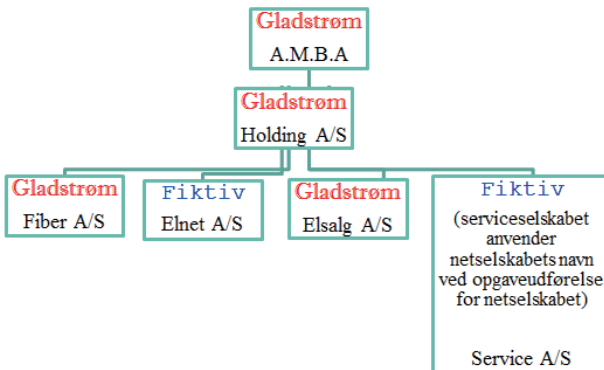 Gladstrøm
A.M.B.A
Gladstrøm
Holding A/S
Gladstrøm
Fiber A/S
Fiktiv
Elnet A/S
Gladstrøm
Elsalg A/S
Fiktiv
(serviceselskabet
anvender
netselskabets navn
ved opgaveudførelse
for netselskabet)
Service A/S